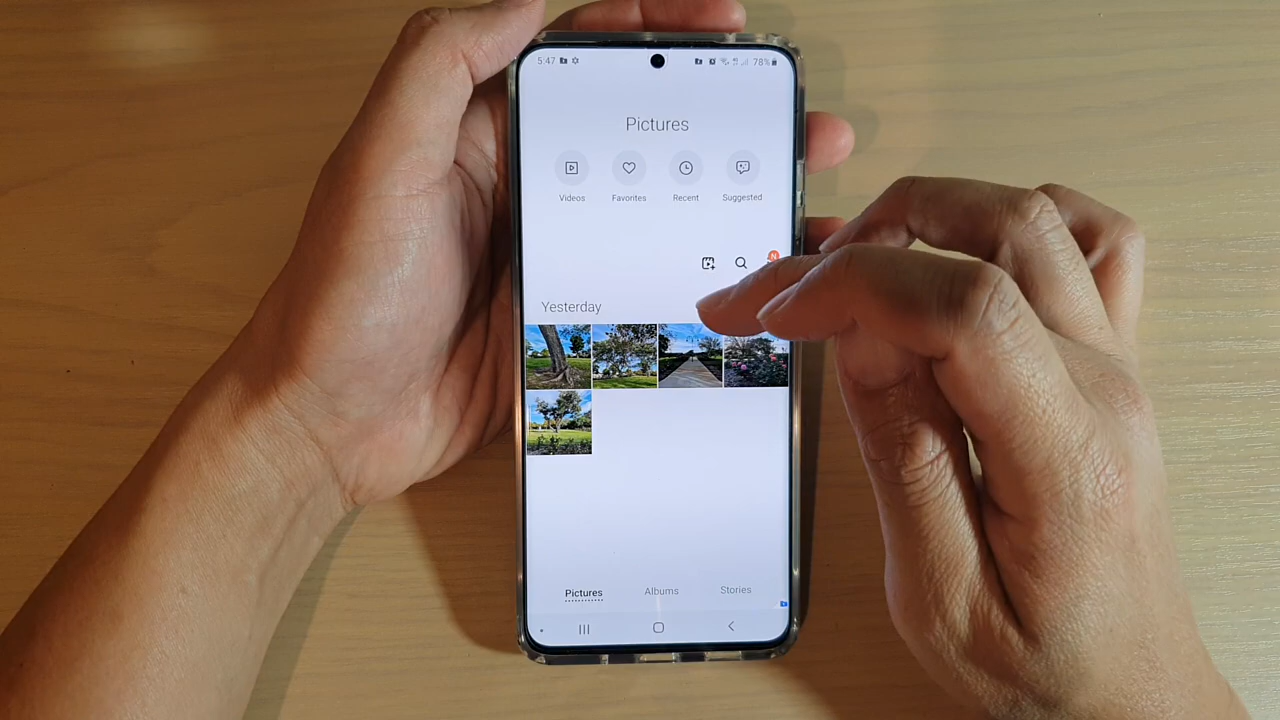 5:47 78%
Pictures
Videos Favorites Recent Suggested
N
Yesterday
Pictures Albums Stories